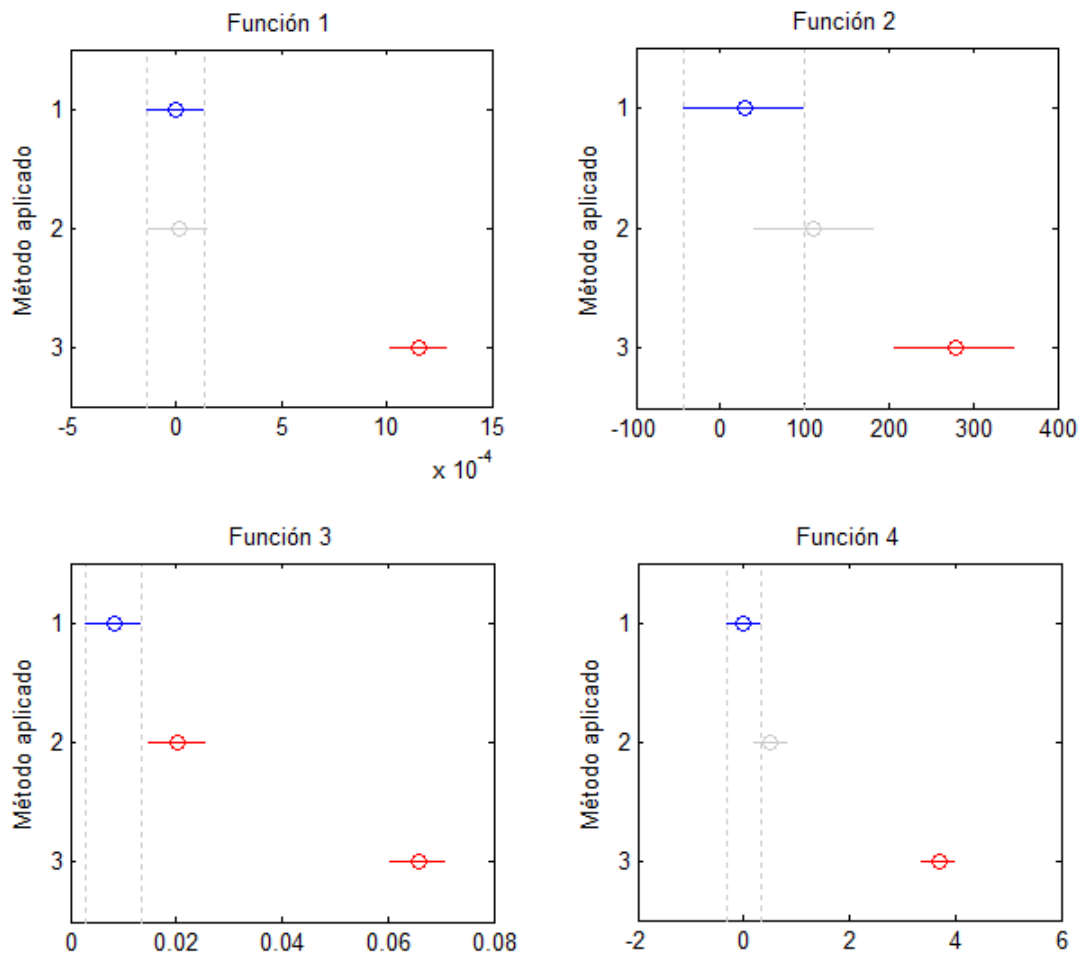 Función 1
Método aplicado
1
2
3
-5 0 5 10 15
x 10^-4
Función 2
Método aplicado
1
2
3
-100 0 100 200 300 400
Función 3
Método aplicado
1
2
3
0 0.02 0.04 0.06 0.08
Función 4
Método aplicado
1
2
3
-2 0 2 4 6